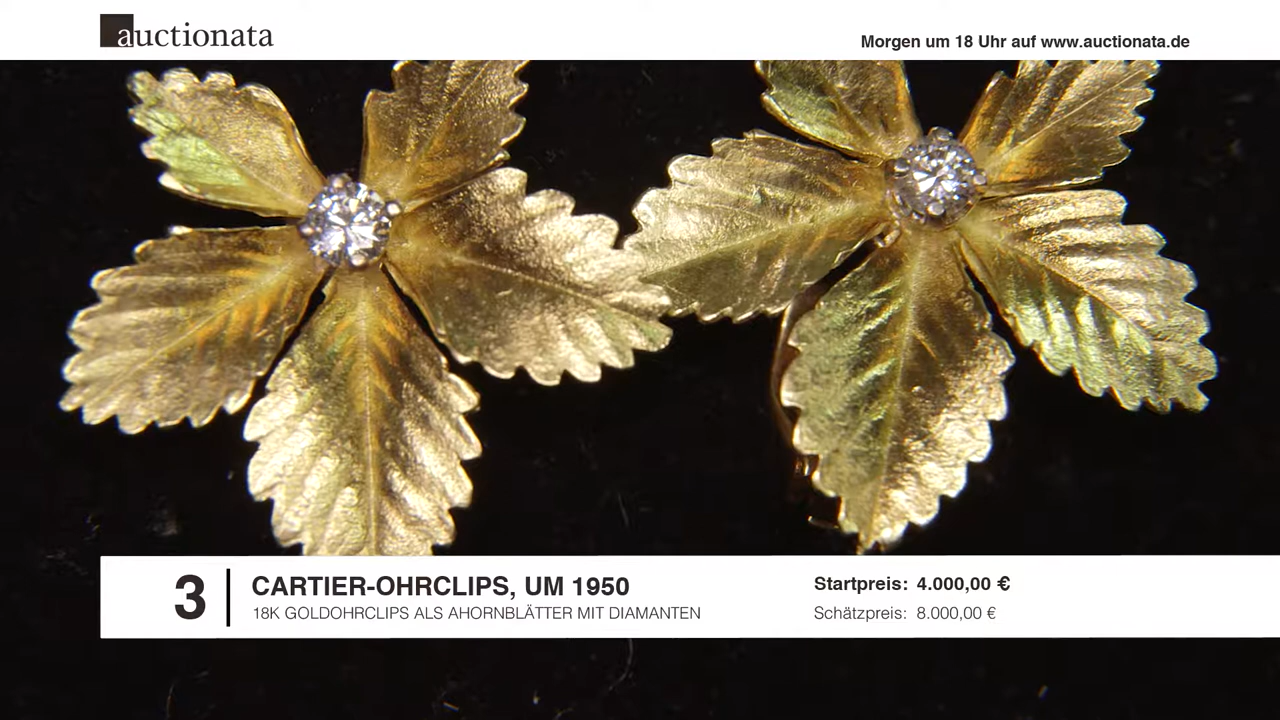 auctionata
Morgen um 18 Uhr auf www.auctionata.de
3
CARTIER-OHRCLIPS, UM 1950
18K GOLDOHRCLIPS ALS AHORNBLÄTTER MIT DIAMANTEN
Startpreis: 4.000,00 €
Schätzpreis: 8.000,00 €